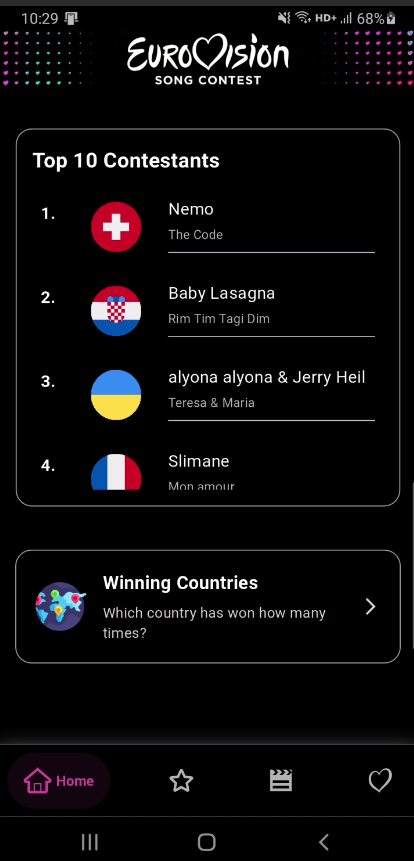 10:29 HD+ 68%
EUROVISION
SONG CONTEST
Top 10 Contestants
1. Nemo
The Code
2. Baby Lasagna
Rim Tim Tagi Dim
3. alyona alyona & Jerry Heil
Teresa & Maria
4. Slimane
Mon amour
Winning Countries
Which country has won how many
times?
Home